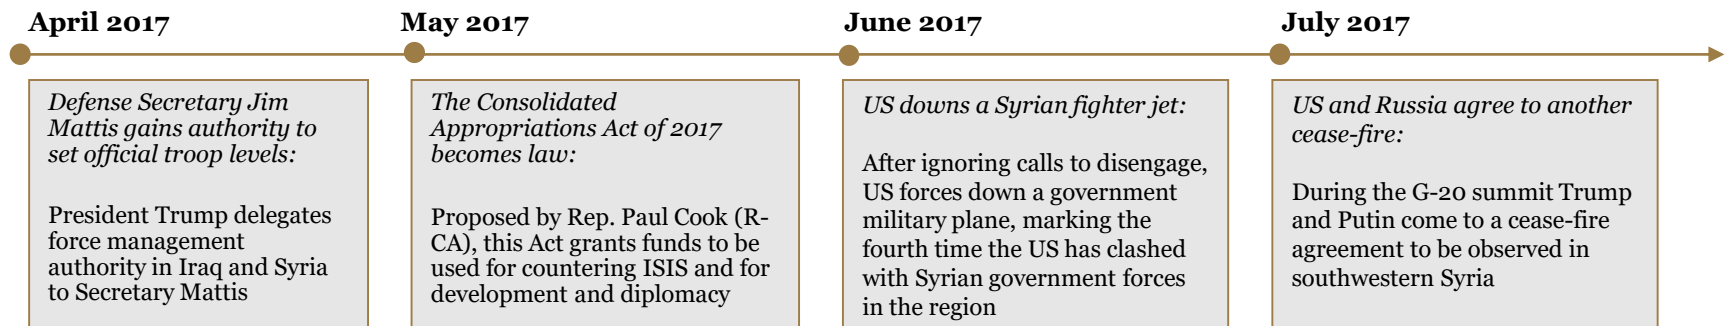 April 2017
May 2017
June 2017
July 2017
Defense Secretary Jim
Mattis gains authority to
set official troop levels:
President Trump delegates
force management
authority in Iraq and Syria
to Secretary Mattis
The Consolidated
Appropriations Act of 2017
becomes law:
Proposed by Rep. Paul Cook (R-
CA), this Act grants funds to be
used for countering ISIS and for
development and diplomacy
US downs a Syrian fighter jet:
After ignoring calls to disengage,
US forces down a government
military plane, marking the
fourth time the US has clashed
with Syrian government forces
in the region
US and Russia agree to another
cease-fire:
During the G-20 summit Trump
and Putin come to a cease-fire
agreement to be observed in
southwestern Syria